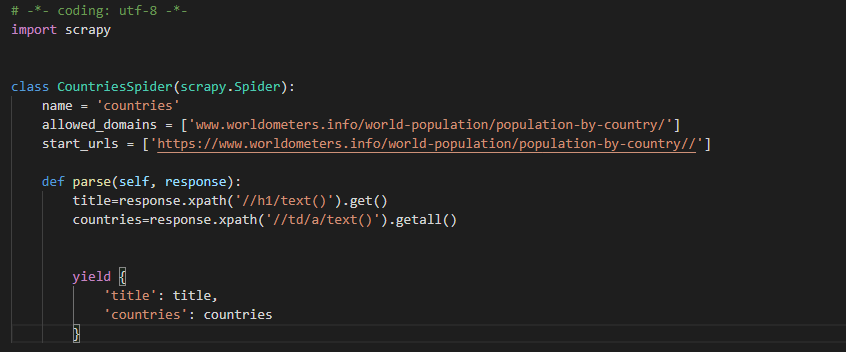 # -*- coding: utf-8 -*-
import scrapy
class CountriesSpider(scrapy.Spider):
name = 'countries'
allowed_domains = ['www.worldometers.info/world-population/population-by-country/']
start_urls = ['https://www.worldometers.info/world-population/population-by-country//']
def parse(self, response):
title=response.xpath('//h1/text()').get()
countries=response.xpath('//td/a/text()').getall()
yield {
'title': title,
'countries': countries
}